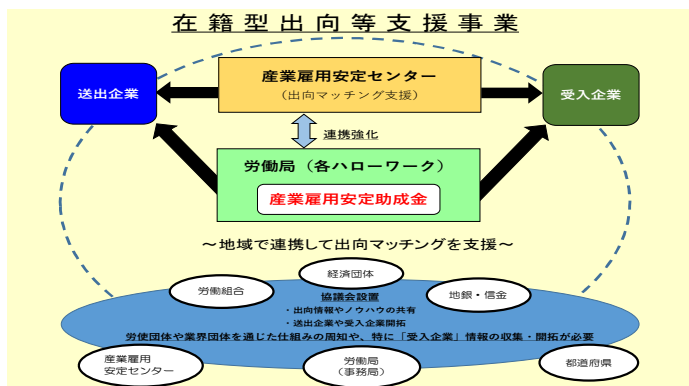 在籍型出向等支援事業
産業雇用安定センター
（出向マッチング支援）
送出企業
受入企業
連携強化
労働局（各ハローワーク）
産業雇用安定助成金
～地域で連携して出向マッチングを支援～
経済団体
労働組合
地銀・信金
協議会設置
・出向情報やノウハウの共有
・送出企業や受入企業開拓
労使団体や業界団体を通じた仕組みの周知や、特に「受入企業」情報の収集・開拓が必要
産業雇用
安定センター
労働局
（事務局）
都道府県